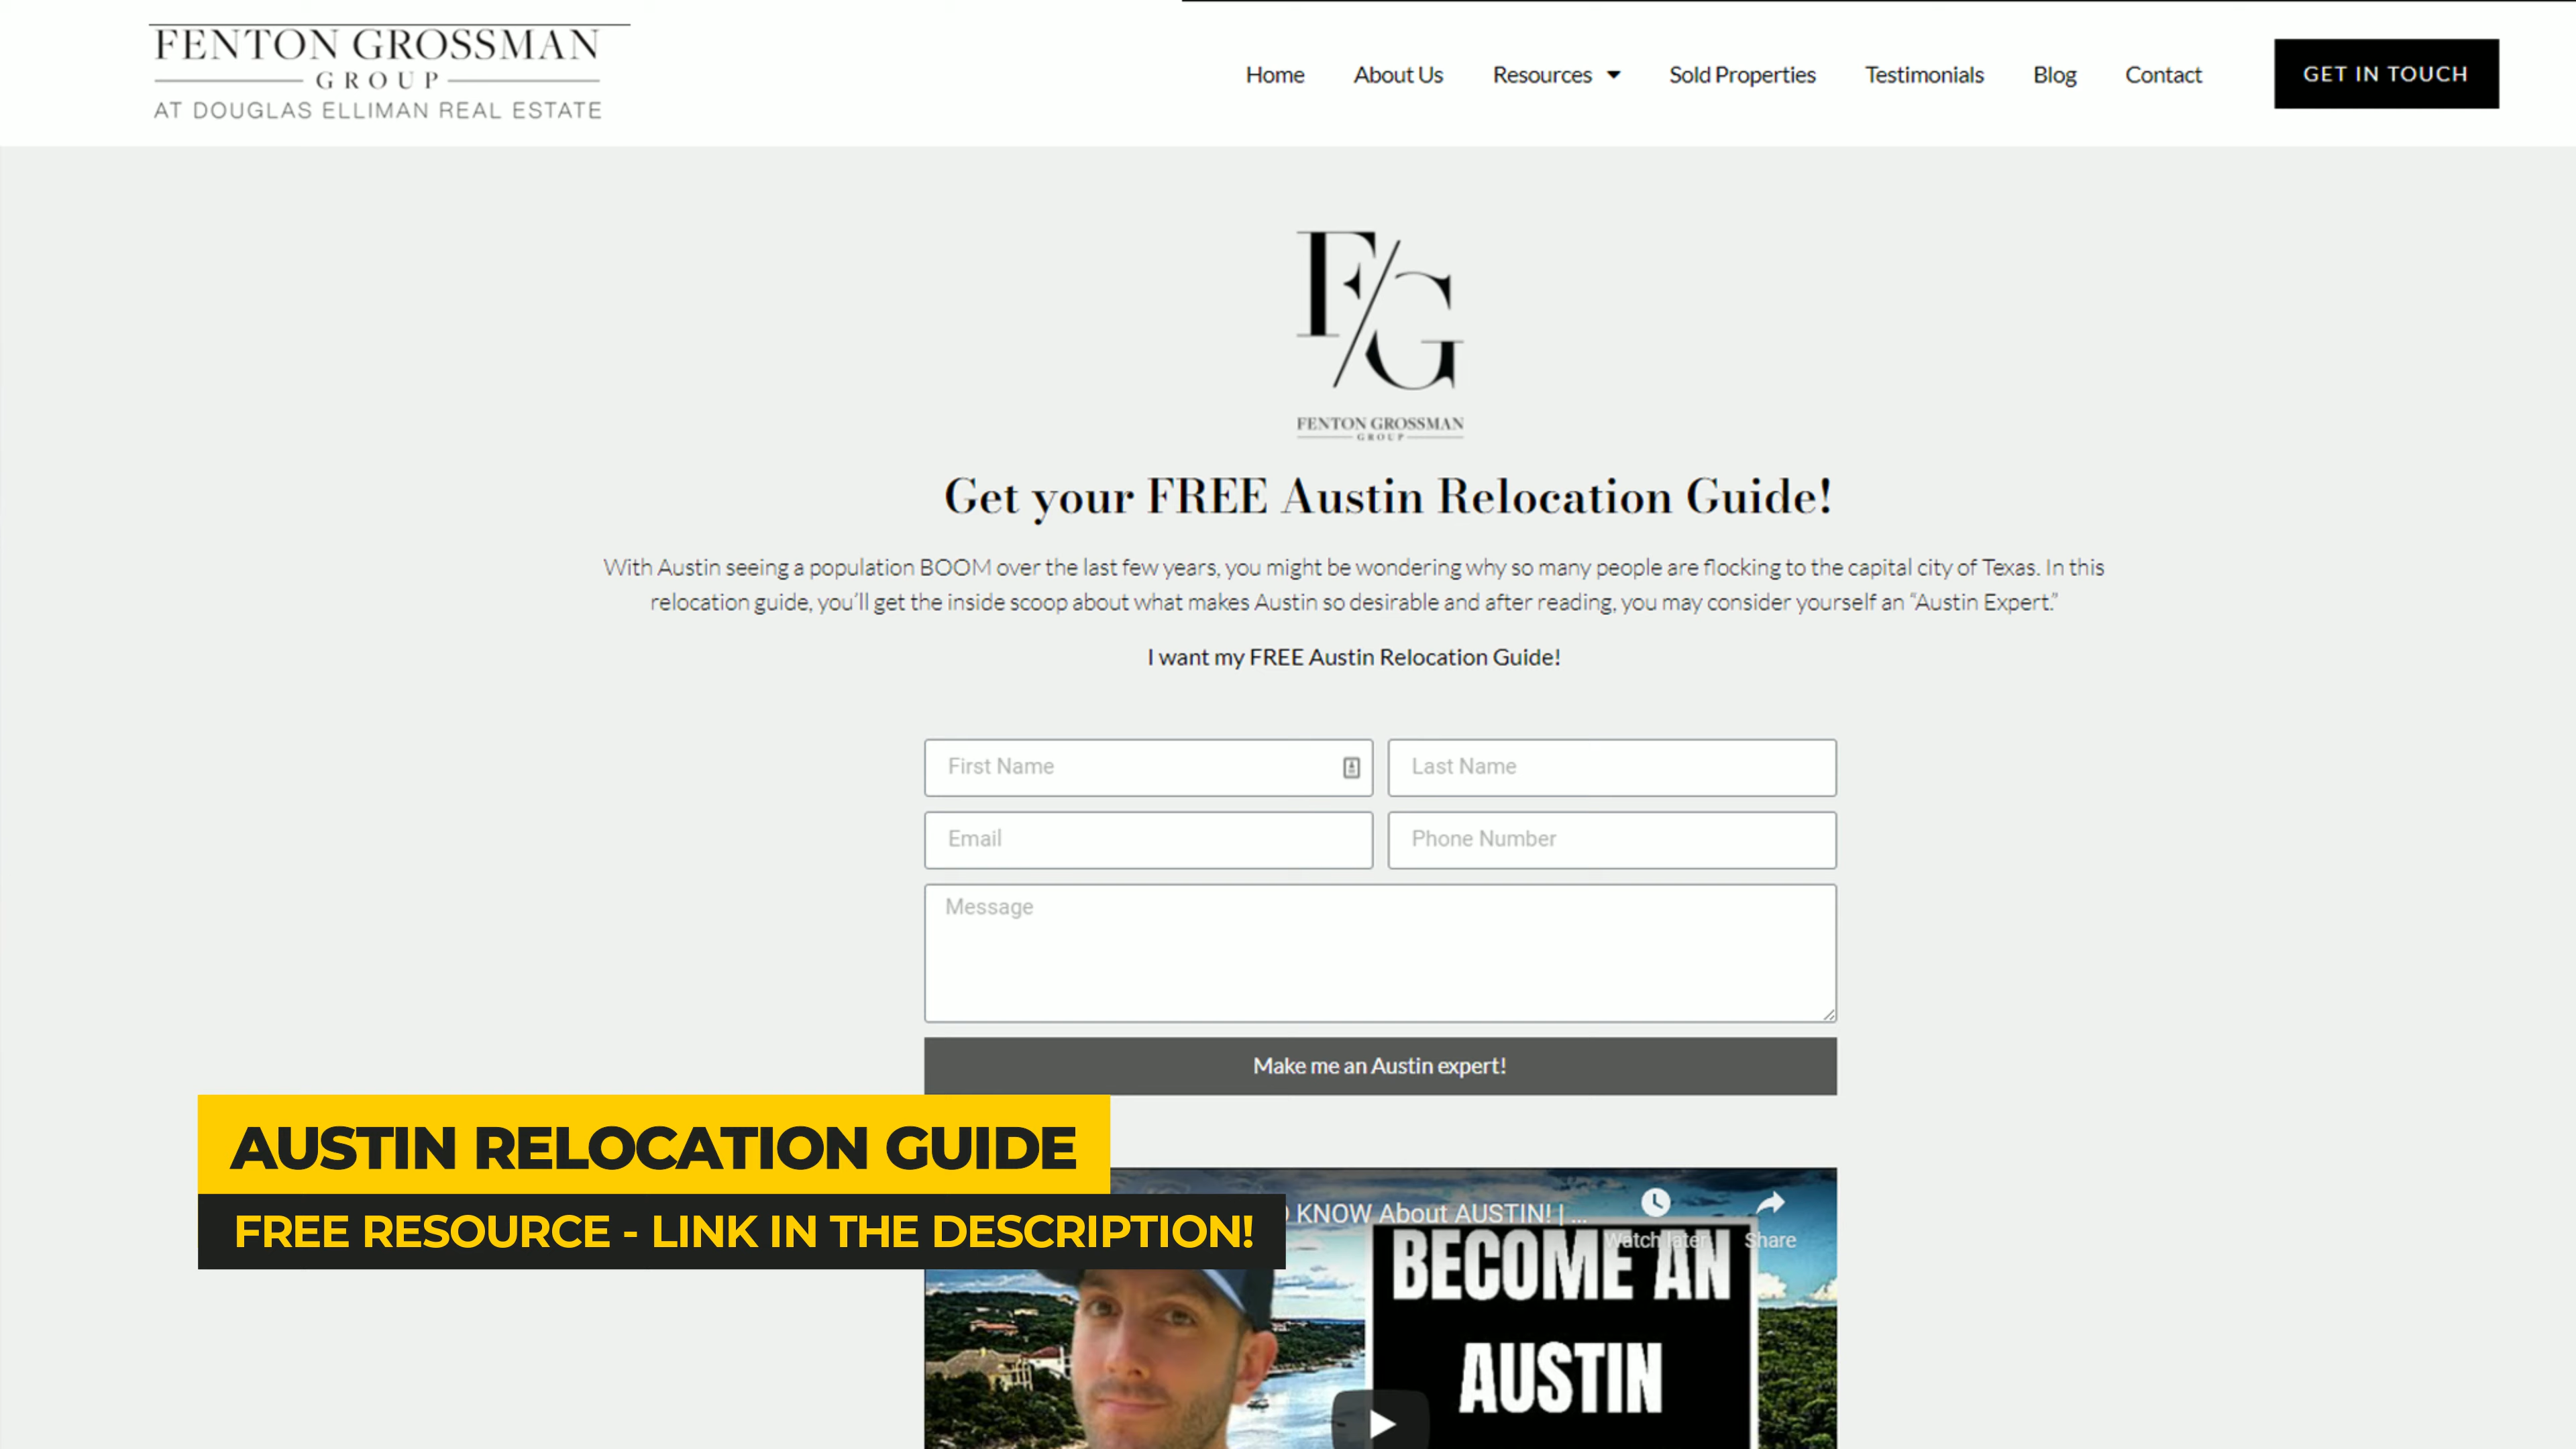 FENTON GROSSMAN
GROUP
AT DOUGLAS ELLIMAN REAL ESTATE
Home About Us Resources Sold Properties Testimonials Blog Contact GET IN TOUCH
F/G
FENTON GROSSMAN
GROUP
Get your FREE Austin Relocation Guide!
With Austin seeing a population BOOM over the last few years, you might be wondering why so many people are flocking to the capital city of Texas. In this
relocation guide, you'll get the inside scoop about what makes Austin so desirable and after reading, you may consider yourself an “Austin Expert.”
I want my FREE Austin Relocation Guide!
First Name Last Name
Email Phone Number
Message
Make me an Austin expert!
AUSTIN RELOCATION GUIDE
FREE RESOURCE - LINK IN THE DESCRIPTION!
KNOW About AUSTIN! | ...
Watch later Share
BECOME AN
AUSTIN